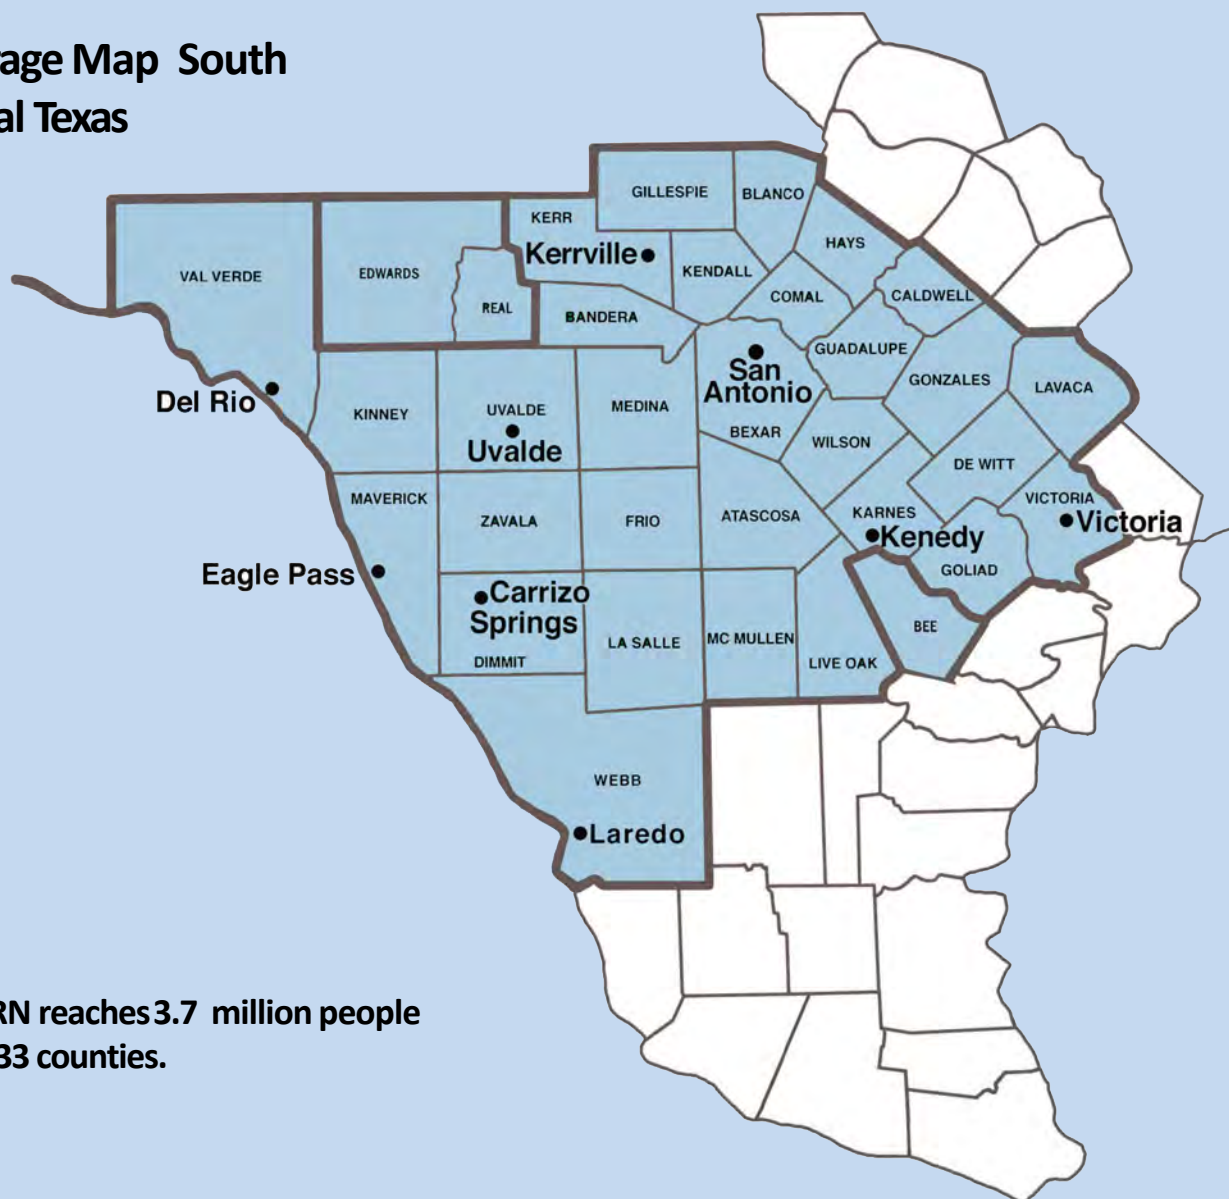 rage Map South
al Texas
GILLESPIE
BLANCO
KERR
HAYS
Kerrville
KENDALL
VAL VERDE
EDWARDS
REAL
COMAL
CALDWELL
BANDERA
GUADALUPE
San
Antonio
GONZALES
LAVACA
Del Rio
KINNEY
UVALDE
MEDINA
Uvalde
BEXAR
WILSON
DE WITT
MAVERICK
VICTORIA
ZAVALA
FRIO
ATASCOSA
KARNES
Victoria
Kenedy
Eagle Pass
GOLIAD
Carrizo
Springs
BEE
LA SALLE
MC MULLEN
DIMMIT
LIVE OAK
WEBB
Laredo
RN reaches 3.7 million people
33 counties.